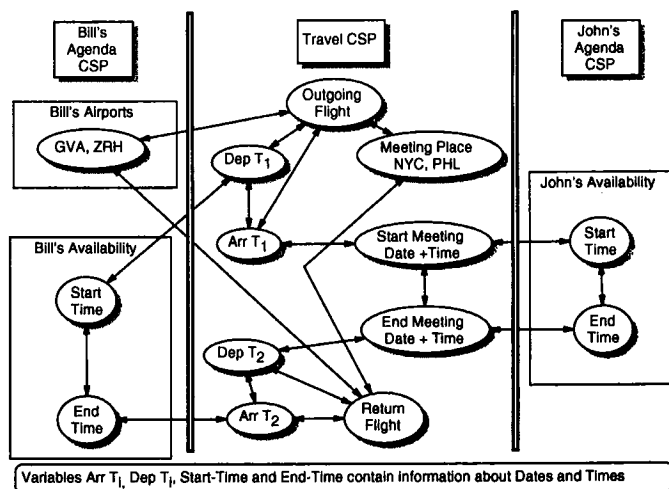 Bill's
Agenda
CSP
Travel CSP
John's
Agenda
CSP
Bill's Airports
GVA, ZRH
Outgoing
Flight
Dep T1
Meeting Place
NYC, PHL
John's Availability
Arr T1
Start Meeting
Date +Time
Start
Time
Bill's Availability
Start
Time
End Meeting
Date + Time
End
Time
Dep T2
End
Time
Arr T2
Return
Flight
Variables Arr Ti, Dep Ti, Start-Time and End-Time contain information about Dates and Times